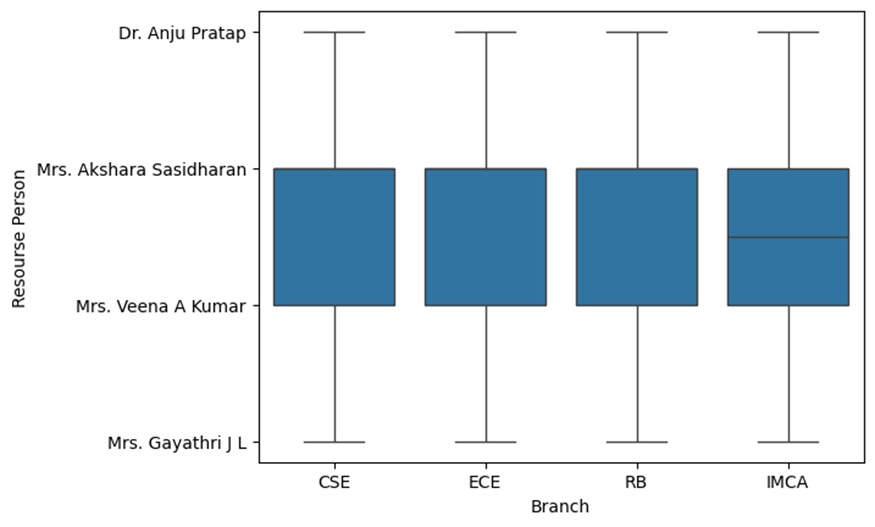 Dr. Anju Pratap
Mrs. Akshara Sasidharan
Mrs. Veena A Kumar
Mrs. Gayathri J L
Resourse Person
CSE ECE RB IMCA
Branch